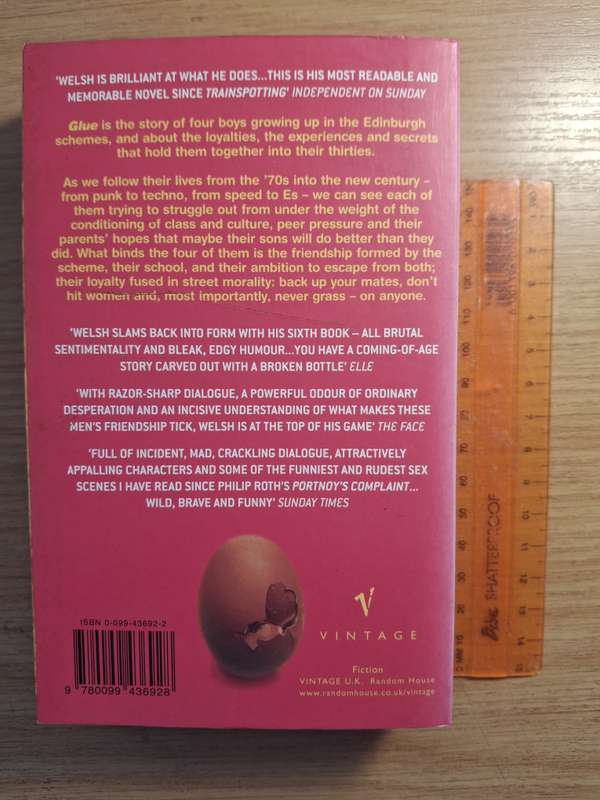 'WELSH IS BRILLIANT AT WHAT HE DOES...THIS IS HIS MOST READABLE AND
MEMORABLE NOVEL SINCE TRAINSPOTTING' INDEPENDENT ON SUNDAY
Glue is the story of four boys growing up in the Edinburgh
schemes, and about the loyalties, the experiences and secrets
that hold them together into their thirties.
As we follow their lives from the '70s into the new century –
from punk to techno, from speed to Es – we can see each of
them trying to struggle out from under the weight of the
conditioning of class and culture, peer pressure and their
parents' hopes that maybe their sons will do better than they
did. What binds the four of them is the friendship formed by the
scheme, their school, and their ambition to escape from both;
their loyalty fused in street morality: back up your mates, don't
hit women and, most importantly, never grass – on anyone.
'WELSH SLAMS BACK INTO FORM WITH HIS SIXTH BOOK – ALL BRUTAL
SENTIMENTALITY AND BLEAK, EDGY HUMOUR...YOU HAVE A COMING-OF-AGE
STORY CARVED OUT WITH A BROKEN BOTTLE' ELLE
'WITH RAZOR-SHARP DIALOGUE, A POWERFUL ODOUR OF ORDINARY
DESPERATION AND AN INCISIVE UNDERSTANDING OF WHAT MAKES THESE
MEN'S FRIENDSHIP TICK, WELSH IS AT THE TOP OF HIS GAME' THE FACE
'FULL OF INCIDENT, MAD, CRACKLING DIALOGUE, ATTRACTIVELY
APPALLING CHARACTERS AND SOME OF THE FUNNIEST AND RUDEST SEX
SCENES I HAVE READ SINCE PHILIP ROTH'S PORTNOY'S COMPLAINT...
WILD, BRAVE AND FUNNY' SUNDAY TIMES
ISBN 0-099-43692-2
9 780099 436928
V
VINTAGE
Fiction
VINTAGE U.K. Random House
www.randomhouse.co.uk/vintage
SHATTERPROOF